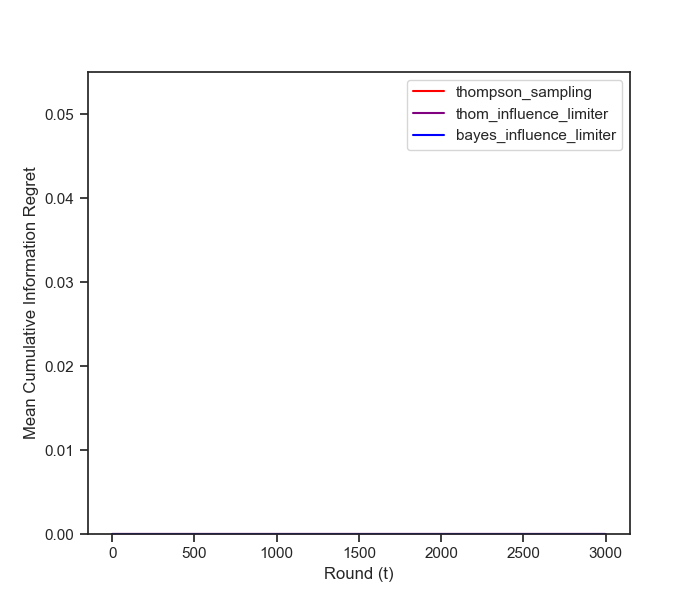 thompson_sampling
thom_influence_limiter
bayes_influence_limiter
Mean Cumulative Information Regret
0.05
0.04
0.03
0.02
0.01
0.00
0 500 1000 1500 2000 2500 3000
Round (t)